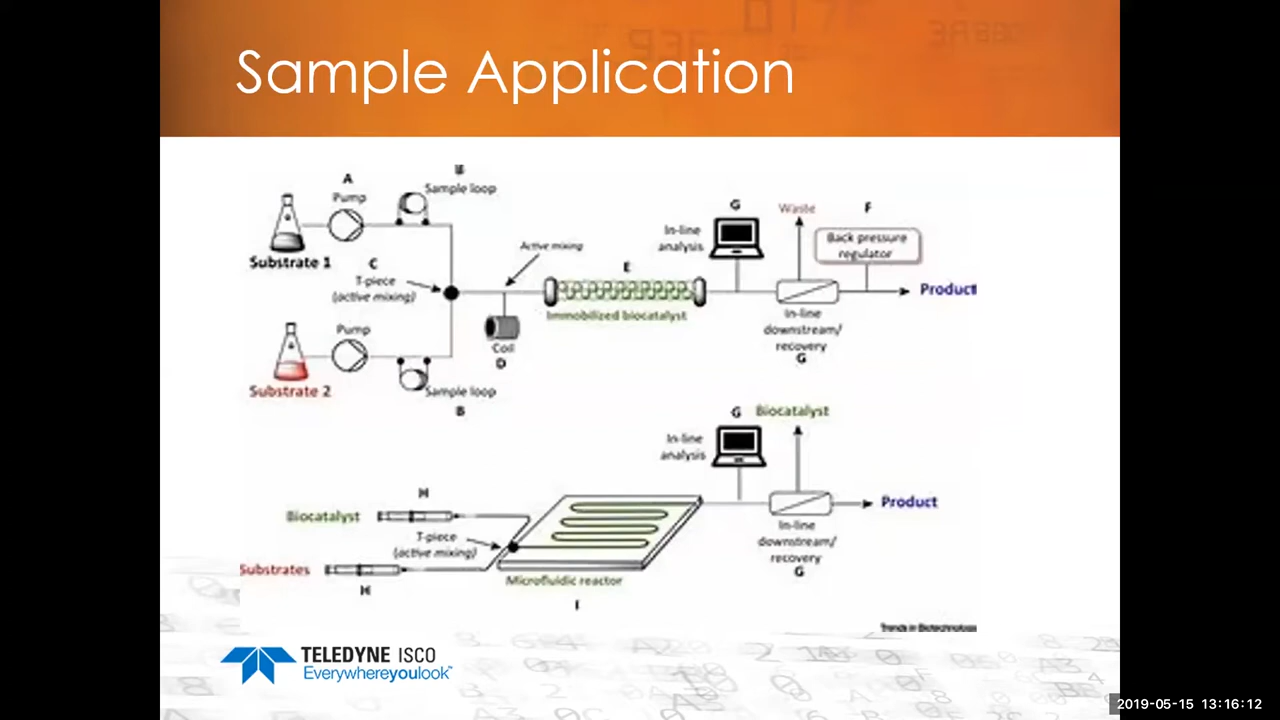 Sample Application
A
Pump
B
Sample loop
Substrate 1
C
T-piece
(active mixing)
Active mixing
E
Immobilized biocatalyst
Coil
D
G
In-line
analysis
Waste
F
Back pressure
regulator
Product
In-line
downstream/
recovery
G
Pump
Substrate 2
Sample loop
B
G
Biocatalyst
In-line
analysis
Product
In-line
downstream/
recovery
G
H
Biocatalyst
T-piece
(active mixing)
Substrates
H
Microfluidic reactor
I
Trends in Biotechnology
TELEDYNE ISCO
Everywhereyoulook™
2019-05-15 13:16:12